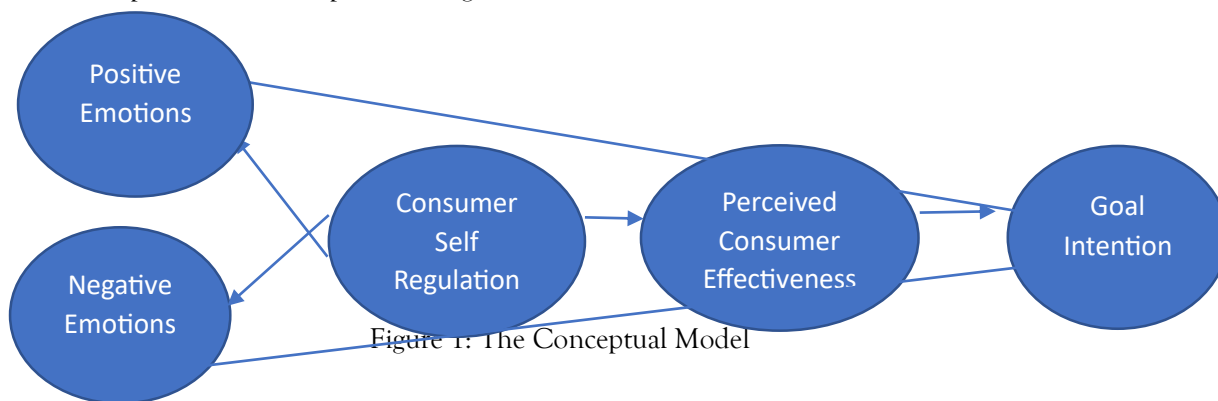 Positive
Emotions
Consumer
Self
Regulation
Perceived
Consumer
Effectiveness
Goal
Intention
Negative
Emotions
Figure 1: The Conceptual Model